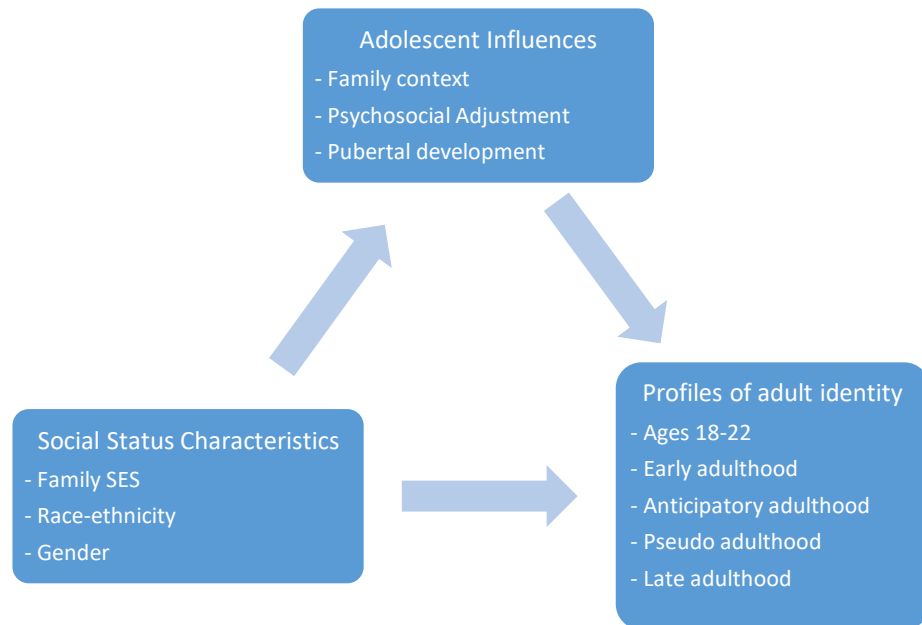 Adolescent Influences
- Family context
- Psychosocial Adjustment
- Pubertal development
Social Status Characteristics
- Family SES
- Race-ethnicity
- Gender
Profiles of adult identity
- Ages 18-22
- Early adulthood
- Anticipatory adulthood
- Pseudo adulthood
- Late adulthood